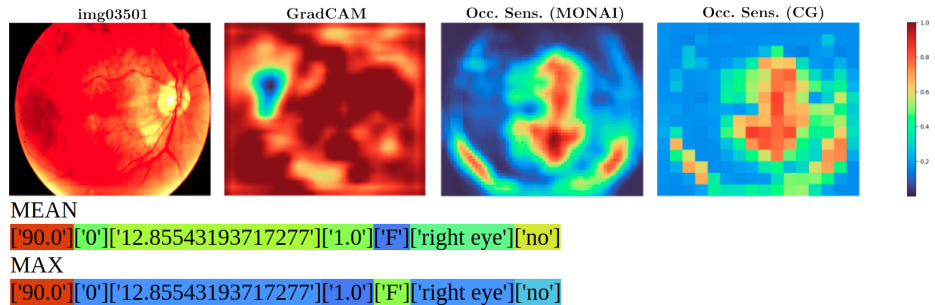 img03501 GradCAM Occ. Sens. (MONAI) Occ. Sens. (CG)
1.0
0.8
0.6
0.4
0.2
MEAN
['90.0']['0']['12.85543193717277']['1.0']['F']['right eye']['no']
MAX
['90.0']['0']['12.85543193717277']['1.0']['F']['right eye']['no']